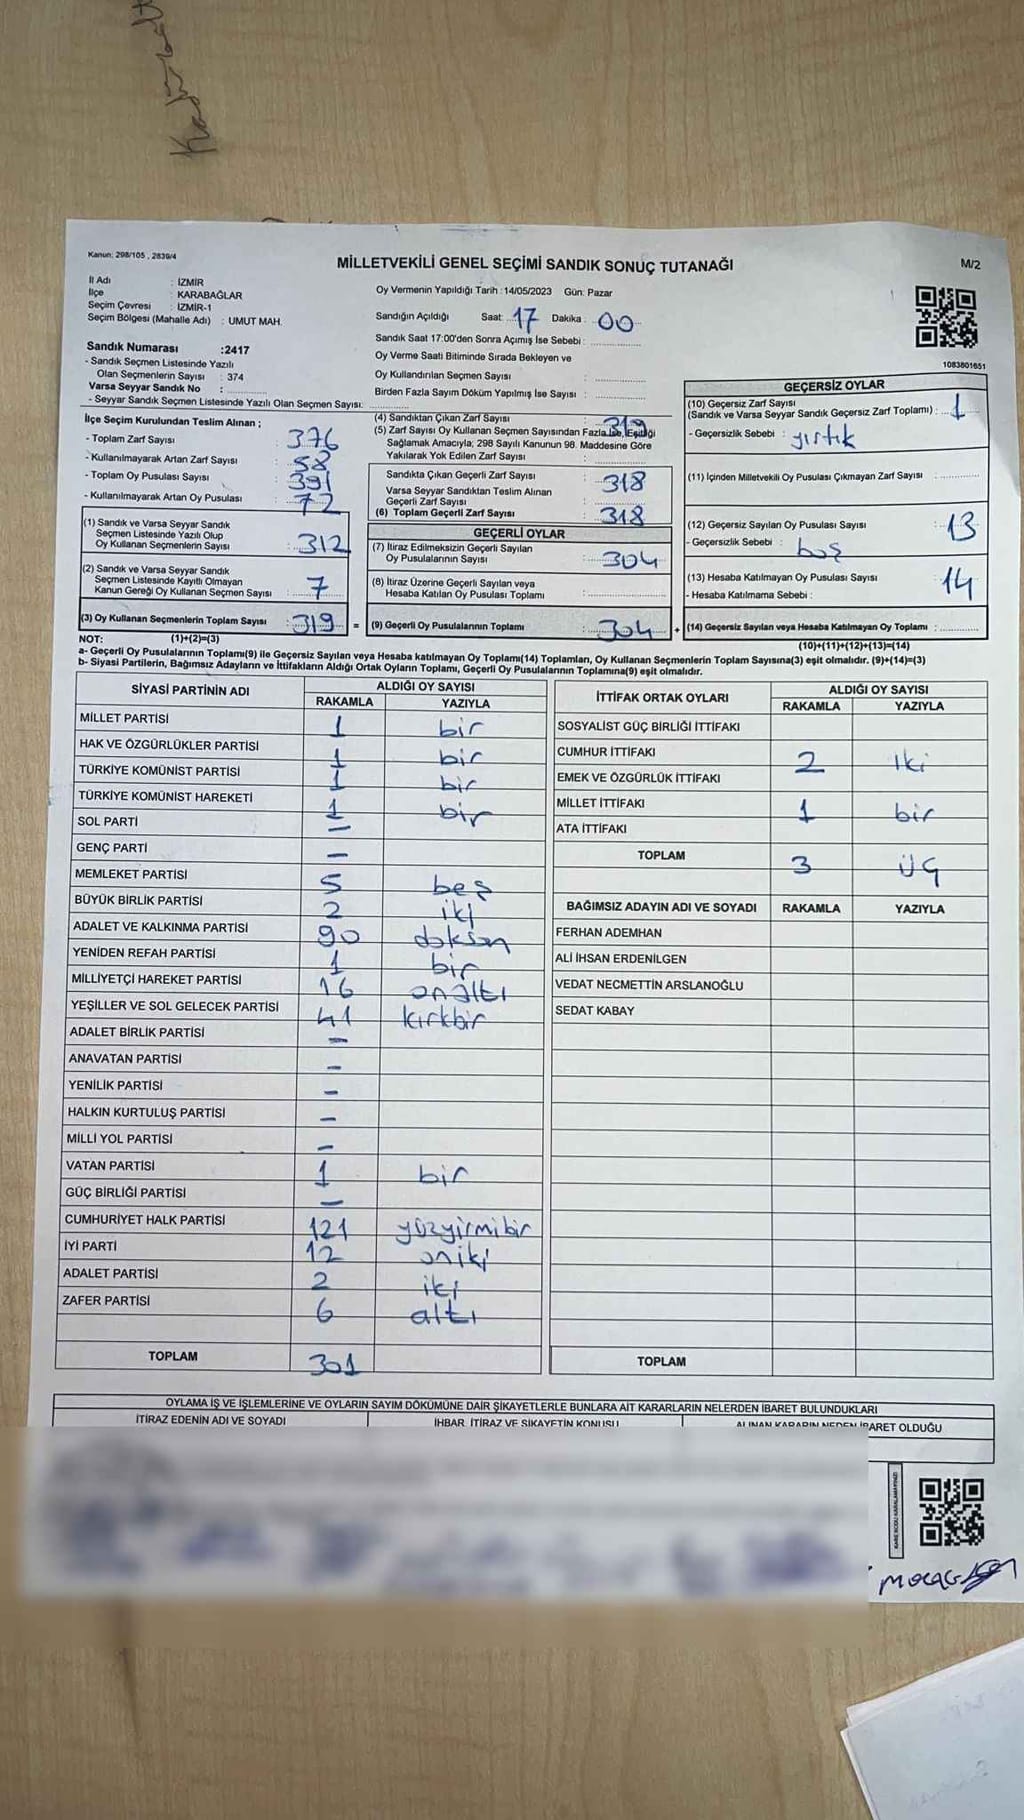 Kanun: 298/105 , 2839/4
MİLLETVEKİLİ GENEL SEÇİMİ SANDIK SONUÇ TUTANAĞI
M/2
İl Adı : İZMİR
İlçe : KARABAĞLAR
Seçim Çevresi : İZMİR-1
Seçim Bölgesi (Mahalle Adı) : UMUT MAH.
Sandık Numarası :2417
- Sandık Seçmen Listesinde Yazılı
Olan Seçmenlerin Sayısı : 374
Varsa Seyyar Sandık No :
- Seyyar Sandık Seçmen Listesinde Yazılı Olan Seçmen Sayısı:
Oy Vermenin Yapıldığı Tarih :14/05/2023 Gün: Pazar
Sandığın Açıldığı Saat: 17 Dakika : 00
Sandık Saat 17:00'den Sonra Açımış İse Sebebi :
Oy Verme Saati Bitiminde Sırada Bekleyen ve
Oy Kullandırılan Seçmen Sayısı :
Birden Fazla Sayım Döküm Yapılmış İse Sayısı :
1083801651
İlçe Seçim Kurulundan Teslim Alınan ;
- Toplam Zarf Sayısı : 376
- Kullanılmayarak Artan Zarf Sayısı : 58
- Toplam Oy Pusulası Sayısı : 391
- Kullanılmayarak Artan Oy Pusulası : 72
(1) Sandık ve Varsa Seyyar Sandık
Seçmen Listesinde Yazılı Olup
Oy Kullanan Seçmenlerin Sayısı : 312
(2) Sandık ve Varsa Seyyar Sandık
Seçmen Listesinde Kayıtlı Olmayan
Kanun Gereği Oy Kullanan Seçmen Sayısı : 7
(3) Oy Kullanan Seçmenlerin Toplam Sayısı : 319 =
(4) Sandıktan Çıkan Zarf Sayısı : 319
(5) Zarf Sayısı Oy Kullanan Seçmen Sayısından Fazla İse, Eşitliği
Sağlamak Amacıyla; 298 Sayılı Kanunun 98. Maddesine Göre
Yakılarak Yok Edilen Zarf Sayısı :
Sandıkta Çıkan Geçerli Zarf Sayısı : 318
Varsa Seyyar Sandıktan Teslim Alınan
Geçerli Zarf Sayısı :
(6) Toplam Geçerli Zarf Sayısı : 318
GEÇERLİ OYLAR
(7) İtiraz Edilmeksizin Geçerli Sayılan
Oy Pusulalarının Sayısı : 304
(8) İtiraz Üzerine Geçerli Sayılan veya
Hesaba Katılan Oy Pusulası Toplamı :
(9) Geçerli Oy Pusulalarının Toplamı : 304 +
GEÇERSİZ OYLAR
(10) Geçersiz Zarf Sayısı
(Sandık ve Varsa Seyyar Sandık Geçersiz Zarf Toplamı) : 1
- Geçersizlik Sebebi : yırtık
(11) İçinden Milletvekili Oy Pusulası Çıkmayan Zarf Sayısı
(12) Geçersiz Sayılan Oy Pusulası Sayısı : 13
- Geçersizlik Sebebi : boş
(13) Hesaba Katılmayan Oy Pusulası Sayısı : 14
- Hesaba Katılmama Sebebi :
(14) Geçersiz Sayılan veya Hesaba Katılmayan Oy Toplamı :
NOT: (1)+(2)=(3) (10)+(11)+(12)+(13)=(14)
a- Geçerli Oy Pusulalarının Toplamı(9) ile Geçersiz Sayılan veya Hesaba katılmayan Oy Toplamı(14) Toplamları, Oy Kullanan Seçmenlerin Toplam Sayısına(3) eşit olmalıdır. (9)+(14)=(3)
b- Siyasi Partilerin, Bağımsız Adayların ve İttifakların Aldığı Ortak Oyların Toplamı, Geçerli Oy Pusulalarının Toplamına(9) eşit olmalıdır.
SİYASİ PARTİNİN ADI ALDIĞI OY SAYISI
RAKAMLA YAZIYLA
MİLLET PARTİSİ 1 bir
HAK VE ÖZGÜRLÜKLER PARTİSİ 1 bir
TÜRKİYE KOMÜNİST PARTİSİ 1 bir
TÜRKİYE KOMÜNİST HAREKETİ 1 bir
SOL PARTİ –
GENÇ PARTİ –
MEMLEKET PARTİSİ 5 beş
BÜYÜK BİRLİK PARTİSİ 2 iki
ADALET VE KALKINMA PARTİSİ 90 doksan
YENİDEN REFAH PARTİSİ 1 bir
MİLLİYETÇİ HAREKET PARTİSİ 16 onaltı
YEŞİLLER VE SOL GELECEK PARTİSİ 41 kırkbir
ADALET BİRLİK PARTİSİ –
ANAVATAN PARTİSİ –
YENİLİK PARTİSİ –
HALKIN KURTULUŞ PARTİSİ –
MİLLİ YOL PARTİSİ –
VATAN PARTİSİ 1 bir
GÜÇ BİRLİĞİ PARTİSİ –
CUMHURİYET HALK PARTİSİ 121 yüzyirmibir
İYİ PARTİ 12 oniki
ADALET PARTİSİ 2 iki
ZAFER PARTİSİ 6 altı
TOPLAM 301
İTTİFAK ORTAK OYLARI ALDIĞI OY SAYISI
RAKAMLA YAZIYLA
SOSYALİST GÜÇ BİRLİĞİ İTTİFAKI
CUMHUR İTTİFAKI 2 iki
EMEK VE ÖZGÜRLÜK İTTİFAKI
MİLLET İTTİFAKI 1 bir
ATA İTTİFAKI
TOPLAM 3 üç
BAĞIMSIZ ADAYIN ADI VE SOYADI RAKAMLA YAZIYLA
FERHAN ADEMHAN
ALİ İHSAN ERDENİLGEN
VEDAT NECMETTİN ARSLANOĞLU
SEDAT KABAY
TOPLAM
OYLAMA İŞ VE İŞLEMLERİNE VE OYLARIN SAYIM DÖKÜMÜNE DAİR ŞİKAYETLERLE BUNLARA AİT KARARLARIN NELERDEN İBARET BULUNDUKLARI
İTİRAZ EDENİN ADI VE SOYADI İHBAR, İTİRAZ VE ŞİKAYETİN KONUSU ALINAN KARARIN NEDEN İBARET OLDUĞU